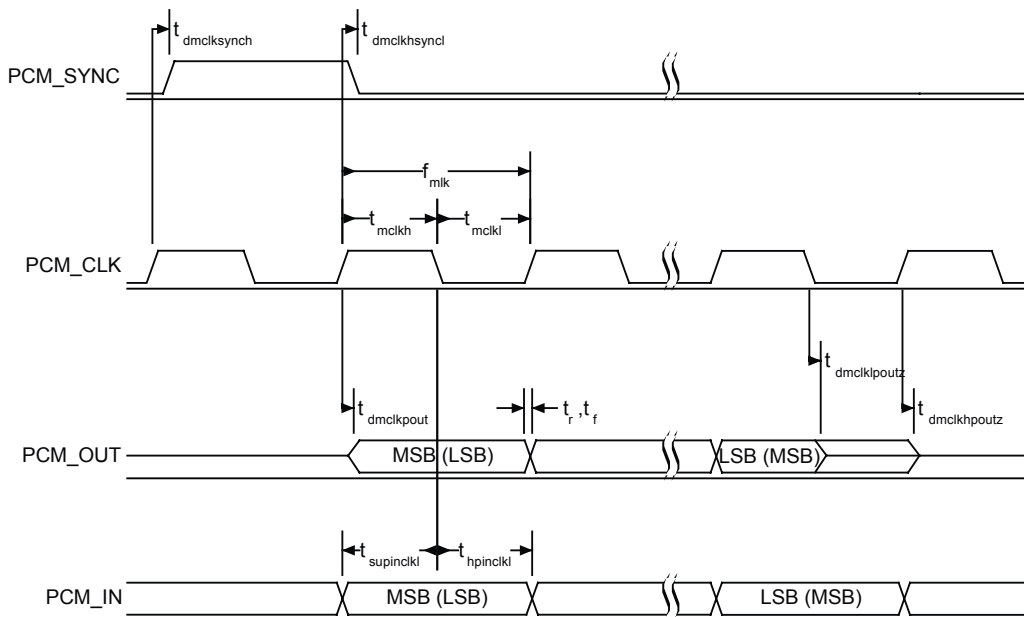 t dmclksynch
t dmclkhsyncl
PCM_SYNC
f mlk
t mclkh
t mclkl
PCM_CLK
t dmclklpoutz
t dmclkpout
t r ,t f
t dmclkhpoutz
PCM_OUT
MSB (LSB)
LSB (MSB)
t supinclkl
t hpinclkl
PCM_IN
MSB (LSB)
LSB (MSB)